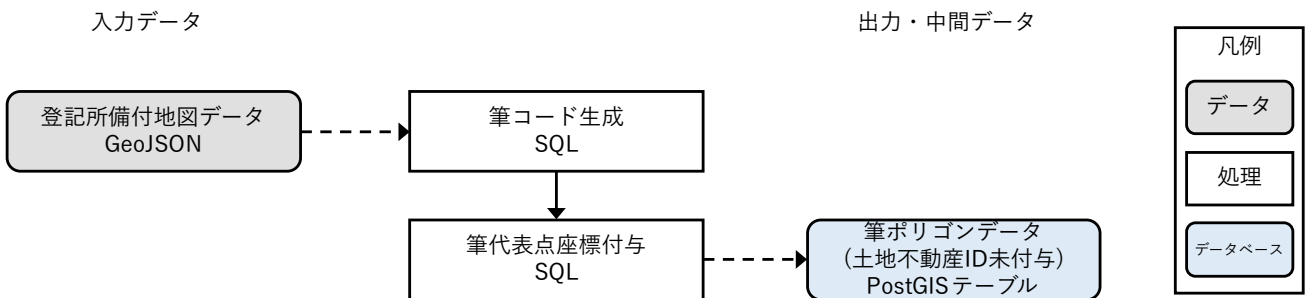 入力データ
出力・中間データ
凡例
データ
処理
データベース
登記所備付地図データ
GeoJSON
筆コード生成
SQL
筆代表点座標付与
SQL
筆ポリゴンデータ
（土地不動産ID未付与）
PostGISテーブル